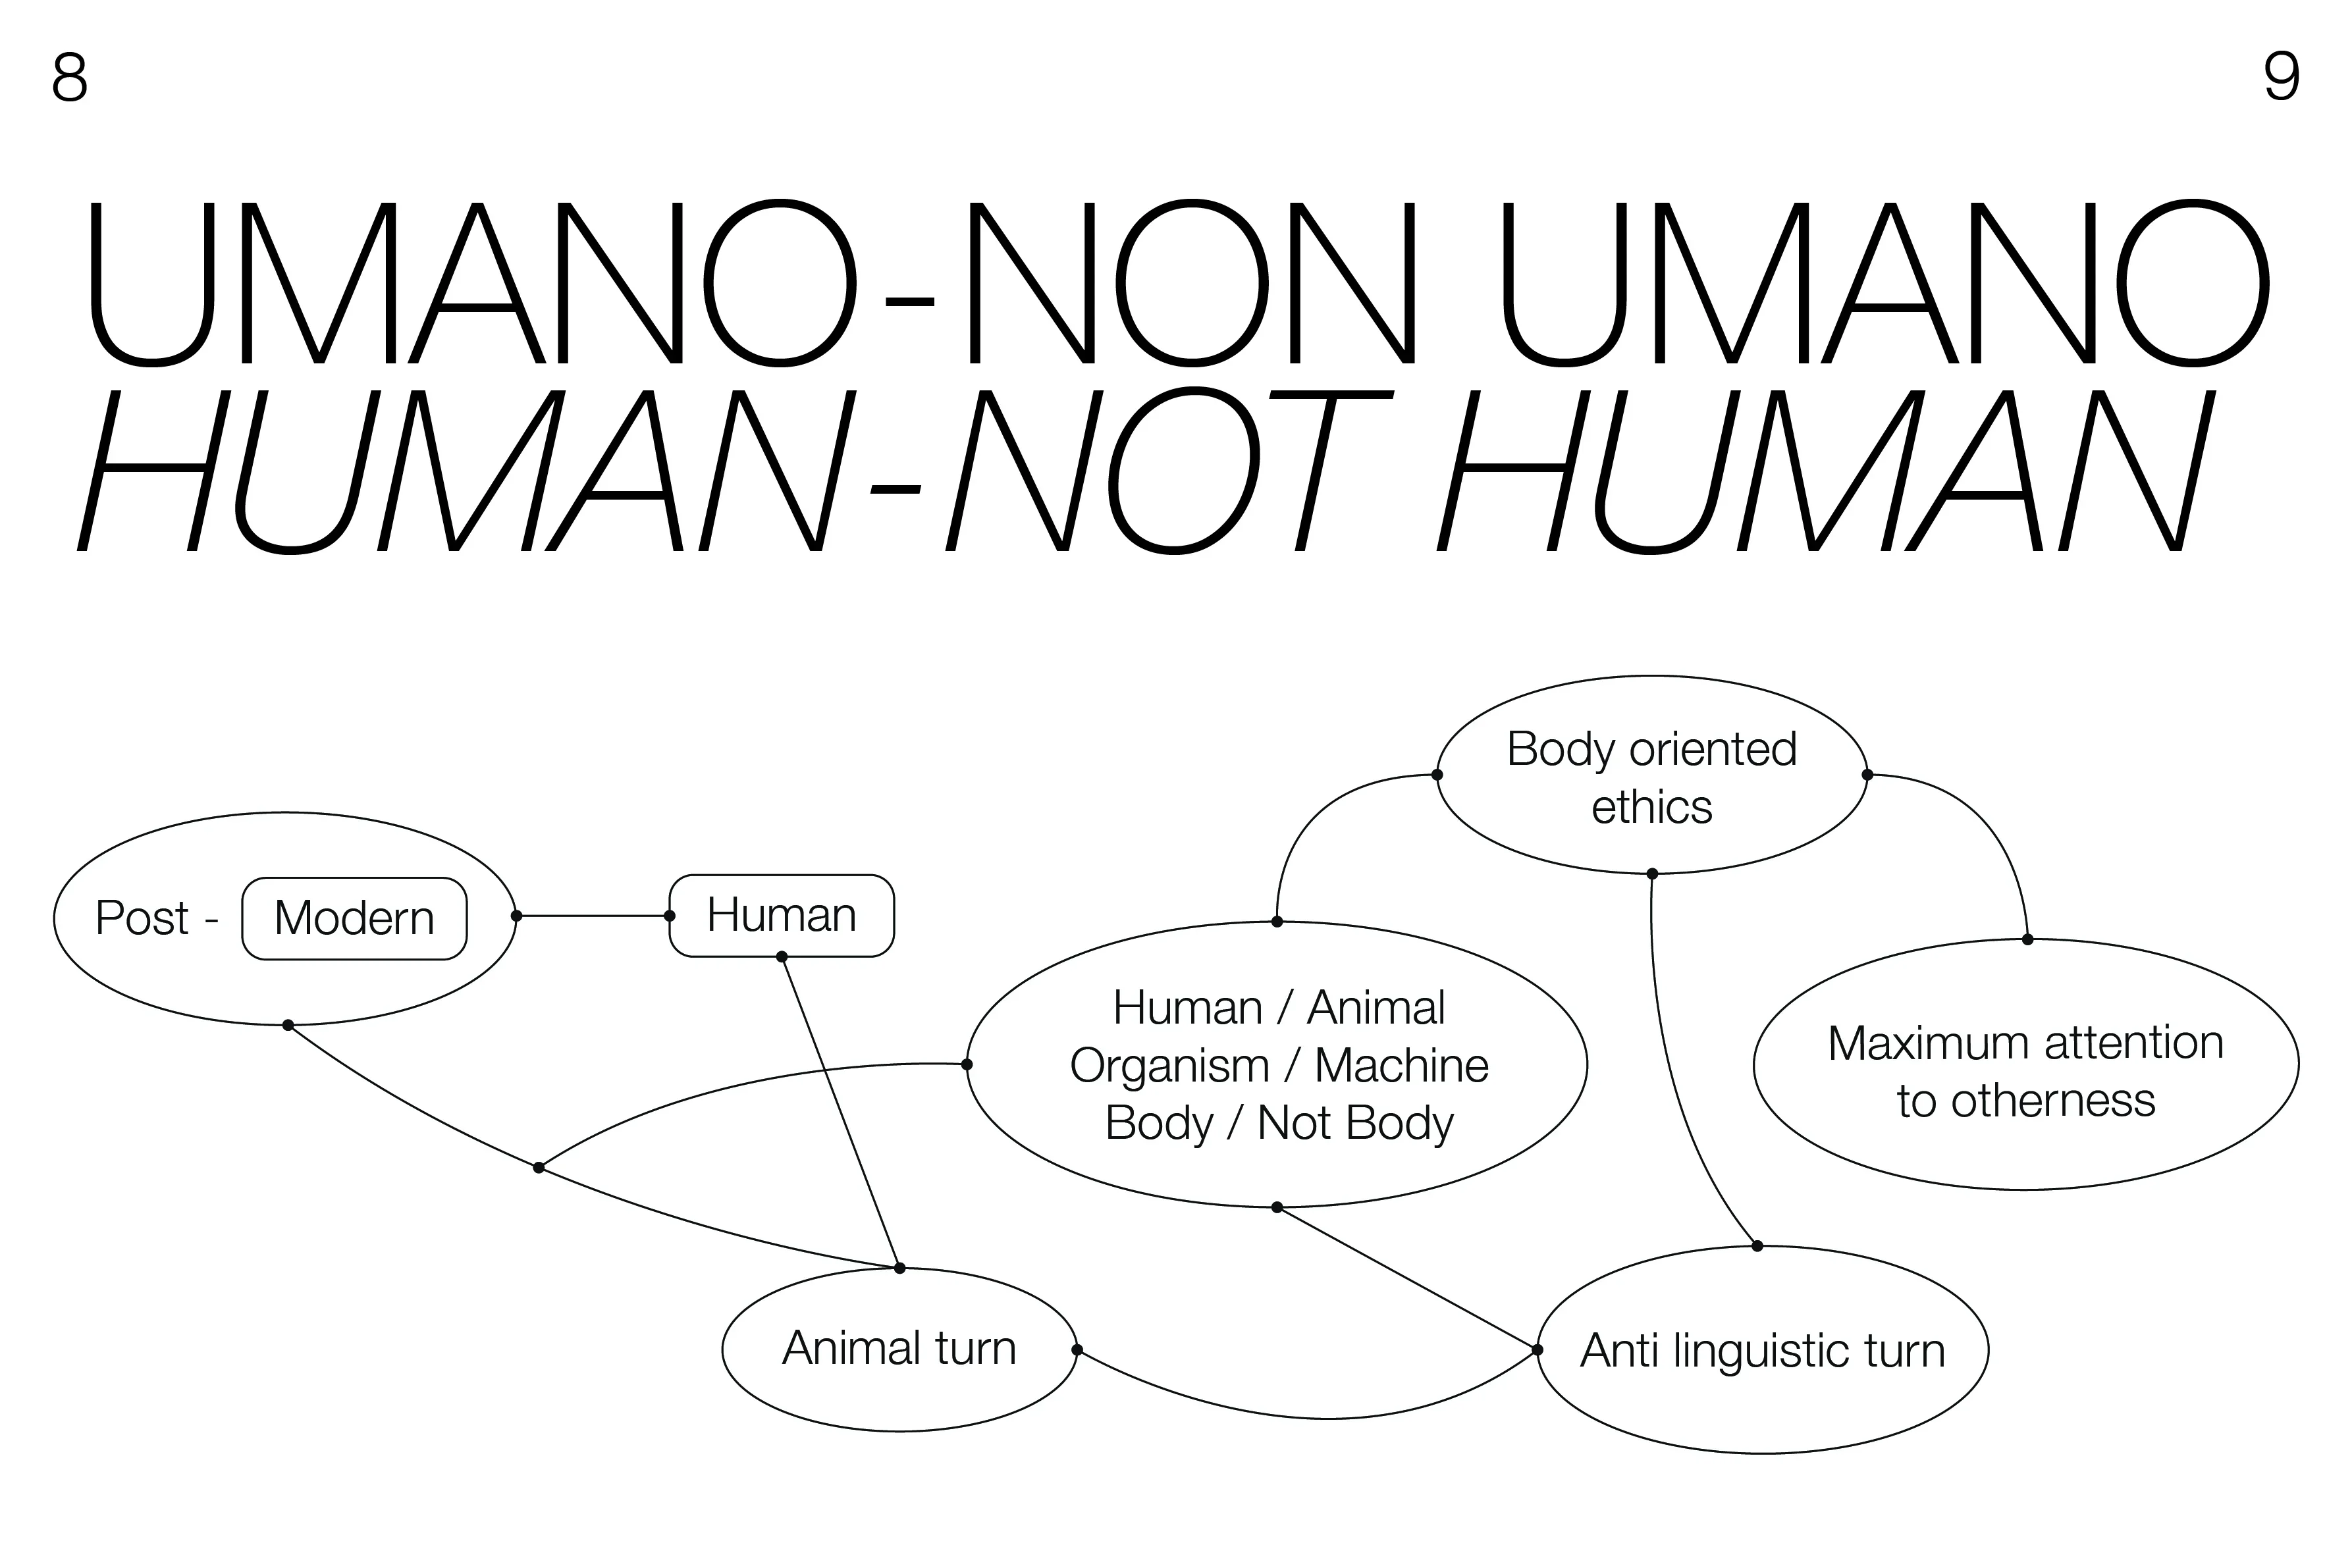 8
9
UMANO-NON UMANO
HUMAN-NOT HUMAN
Body oriented
ethics
Post - Modern
Human
Human / Animal
Organism / Machine
Body / Not Body
Maximum attention
to otherness
Animal turn
Anti linguistic turn